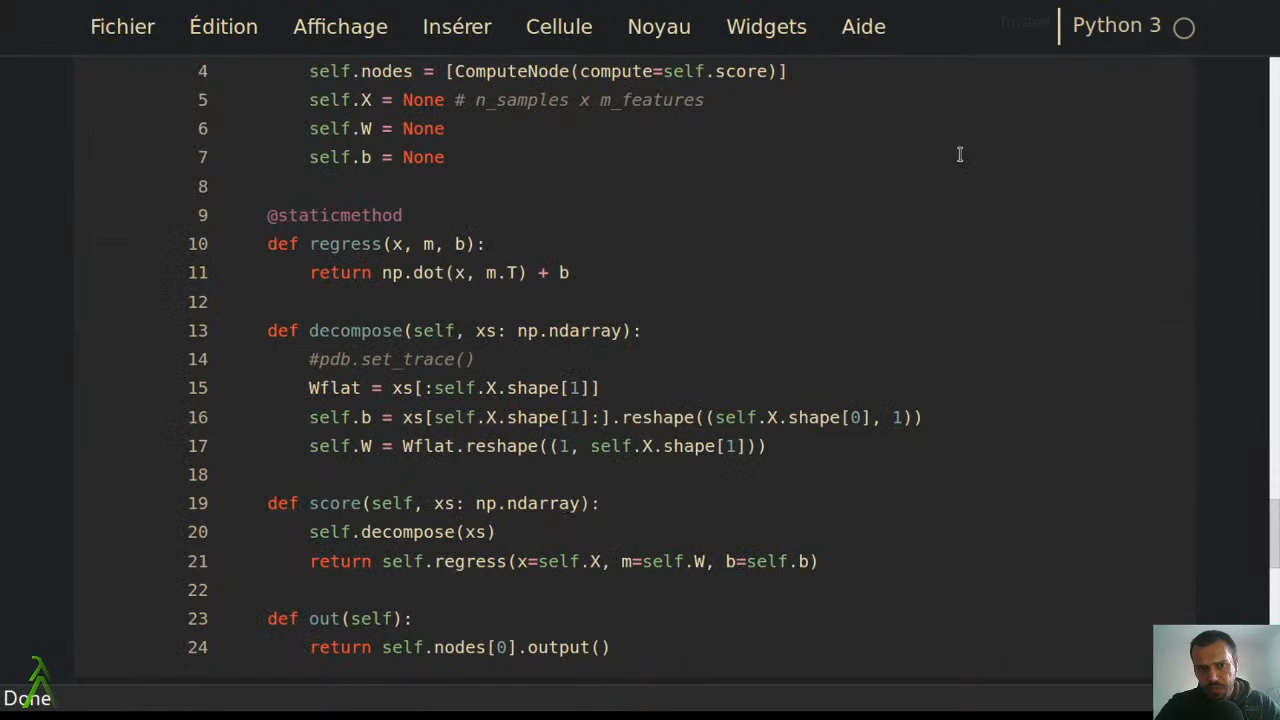 Fichier Édition Affichage Insérer Cellule Noyau Widgets Aide Python 3
4 self.nodes = [ComputeNode(compute=self.score)]
5 self.X = None # n_samples x m_features
6 self.W = None
7 self.b = None
8
9 @staticmethod
10 def regress(x, m, b):
11 return np.dot(x, m.T) + b
12
13 def decompose(self, xs: np.ndarray):
14 #pdb.set_trace()
15 Wflat = xs[:self.X.shape[1]]
16 self.b = xs[self.X.shape[1]:].reshape((self.X.shape[0], 1))
17 self.W = Wflat.reshape((1, self.X.shape[1]))
18
19 def score(self, xs: np.ndarray):
20 self.decompose(xs)
21 return self.regress(x=self.X, m=self.W, b=self.b)
22
23 def out(self):
24 return self.nodes[0].output()
Done